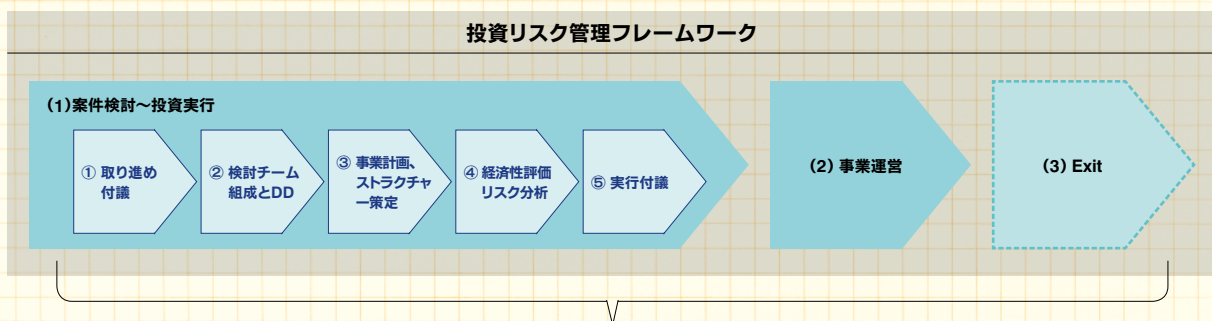 投資リスク管理フレームワーク
(1)案件検討~投資実行
① 取り進め
付議
② 検討チーム
組成とDD
③ 事業計画、
ストラクチャ
ー策定
④ 経済性評価
リスク分析
⑤ 実行付議
(2) 事業運営
(3) Exit